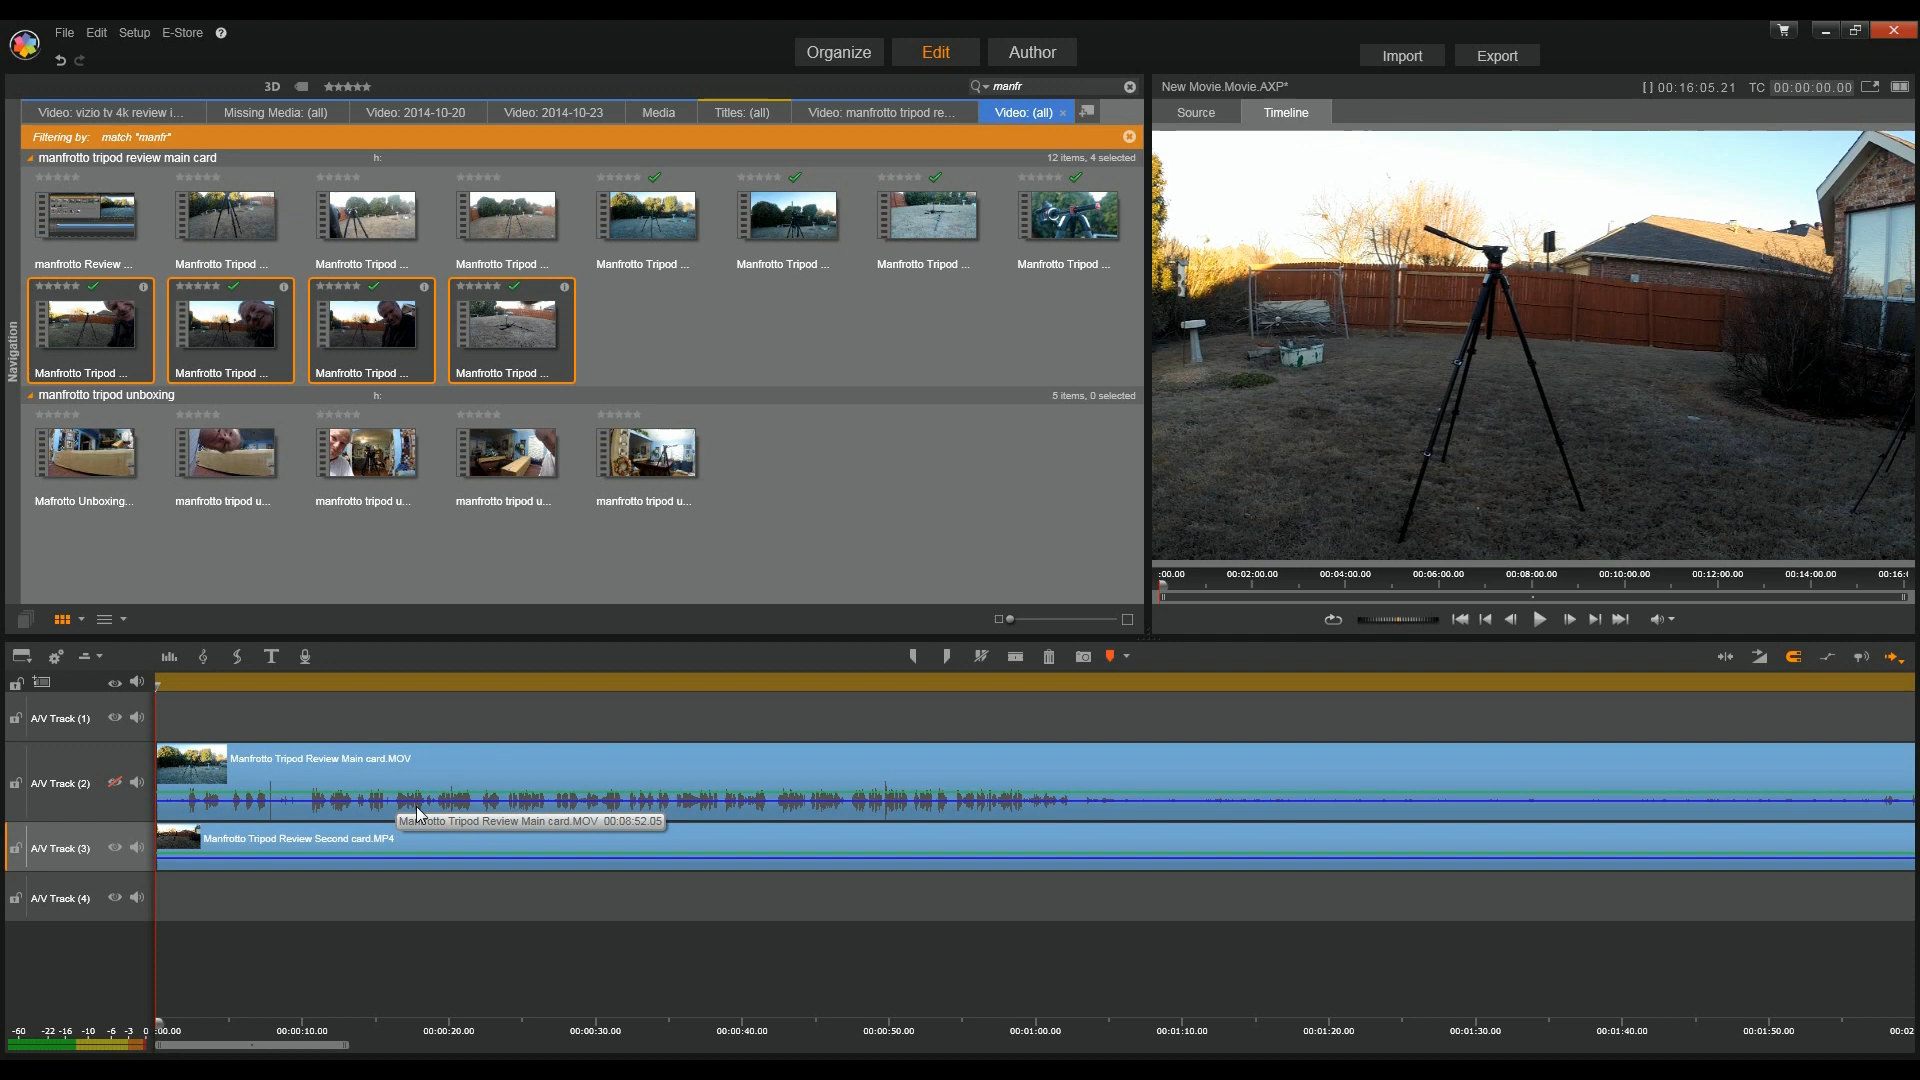 File Edit Setup E-Store ?
Organize Edit Author
Import Export
3D
manfr
New Movie.Movie.AXP*
[ ] 00:16:05.21 TC 00:00:00.00
Video: vizio tv 4k review i... Missing Media: (all) Video: 2014-10-20 Video: 2014-10-23 Media Titles: (all) Video: manfrotto tripod re... Video: (all)
Source Timeline
Filtering by: match "manfr"
manfrotto tripod review main card h: 12 items, 4 selected
manfrotto Review ... Manfrotto Tripod ... Manfrotto Tripod ... Manfrotto Tripod ... Manfrotto Tripod ... Manfrotto Tripod ... Manfrotto Tripod ... Manfrotto Tripod ...
Manfrotto Tripod ... Manfrotto Tripod ... Manfrotto Tripod ... Manfrotto Tripod ...
Navigation
manfrotto tripod unboxing h: 5 items, 0 selected
Mafrotto Unboxing... manfrotto tripod u... manfrotto tripod u... manfrotto tripod u... manfrotto tripod u...
:00.00 00:02:00.00 00:04:00.00 00:06:00.00 00:08:00.00 00:10:00.00 00:12:00.00 00:14:00.00 00:16:
A/V Track (1)
Manfrotto Tripod Review Main card.MOV
A/V Track (2)
Manfrotto Tripod Review Main card.MOV 00:08:52.05
Manfrotto Tripod Review Second card.MP4
A/V Track (3)
A/V Track (4)
-60 -22 -16 -10 -6 -3 0
:00.00 00:00:10.00 00:00:20.00 00:00:30.00 00:00:40.00 00:00:50.00 00:01:00.00 00:01:10.00 00:01:20.00 00:01:30.00 00:01:40.00 00:01:50.00 00:02